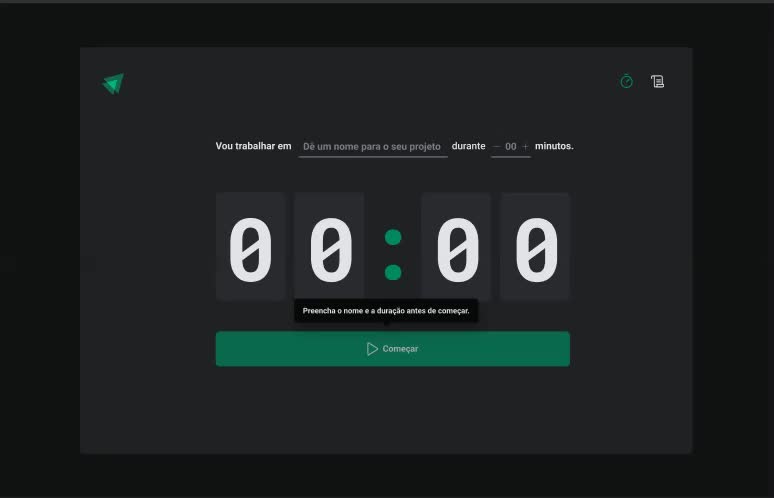 Vou trabalhar em Dê um nome para o seu projeto durante − 00 + minutos.
00:00
Preencha o nome e a duração antes de começar.
Começar